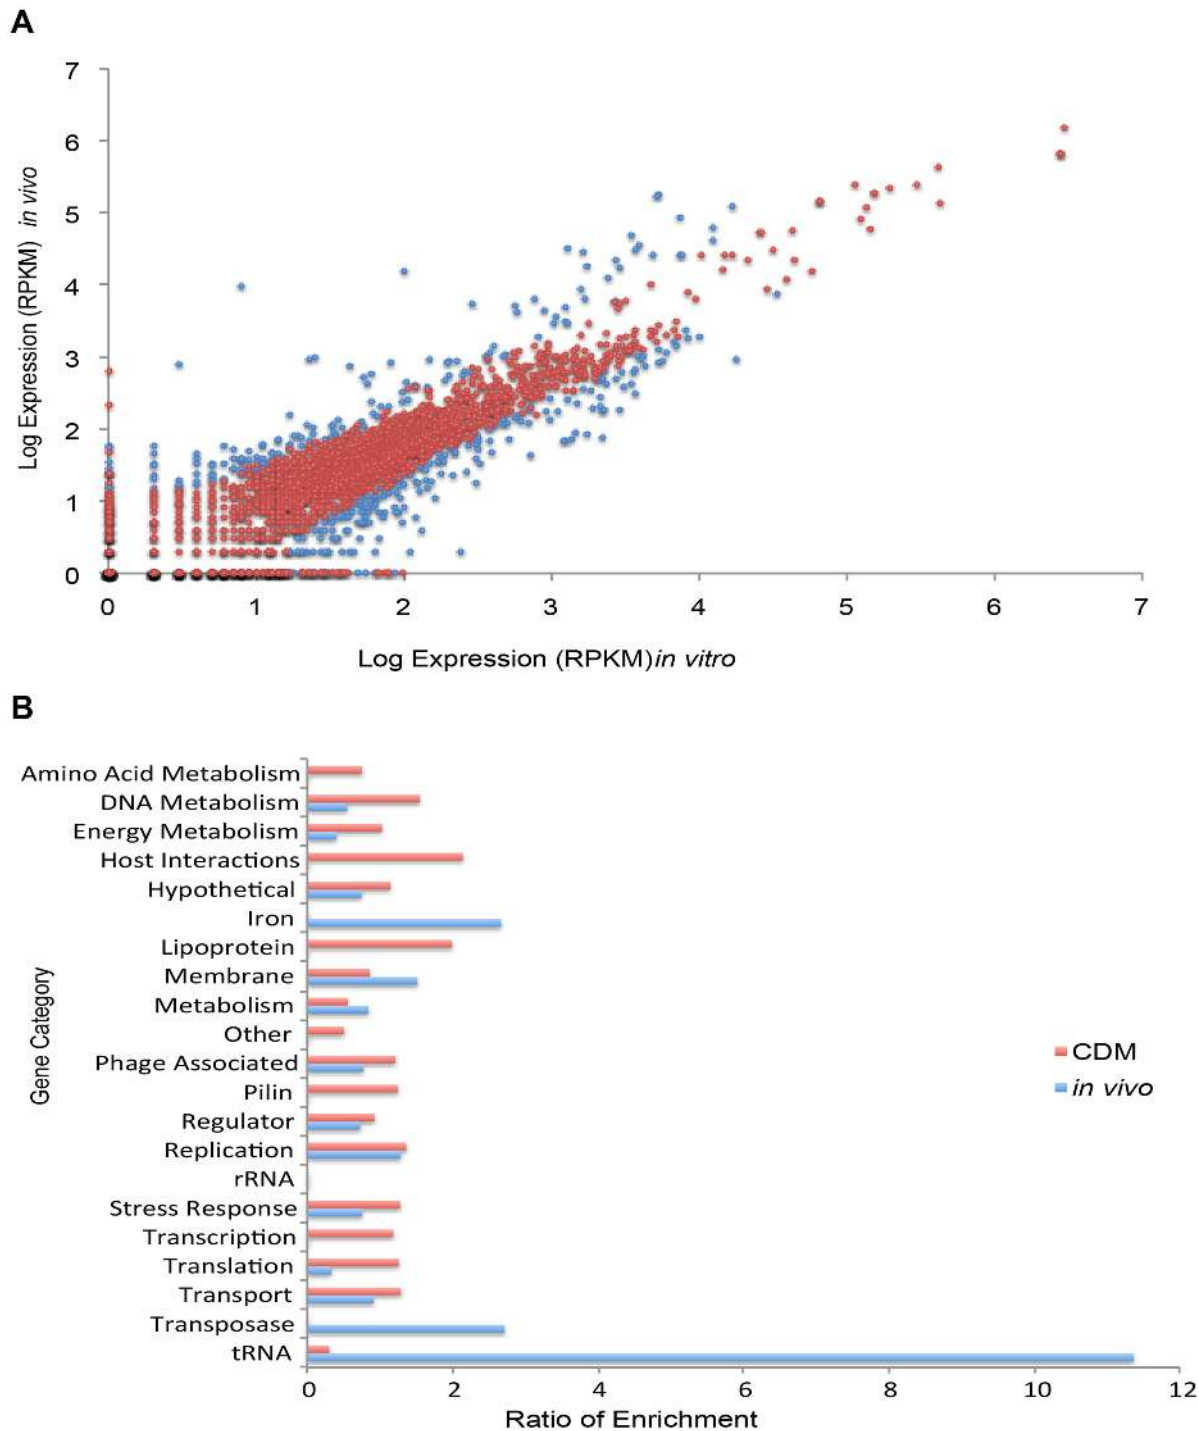 A
7
6
5
4
3
2
1
0
Log Expression (RPKM) in vivo
0 1 2 3 4 5 6 7
Log Expression (RPKM)in vitro
B
Gene Category
Amino Acid Metabolism
DNA Metabolism
Energy Metabolism
Host Interactions
Hypothetical
Iron
Lipoprotein
Membrane
Metabolism
Other
Phage Associated
Pilin
Regulator
Replication
rRNA
Stress Response
Transcription
Translation
Transport
Transposase
tRNA
CDM
in vivo
0 2 4 6 8 10 12
Ratio of Enrichment